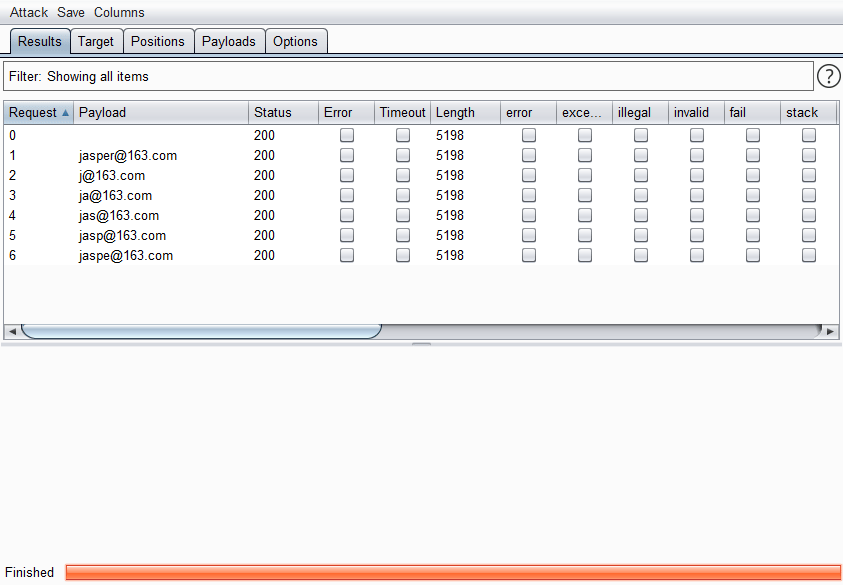 Attack Save Columns
Results Target Positions Payloads Options
Filter: Showing all items ?
Request Payload Status Error Timeout Length error exce... illegal invalid fail stack
0 200 5198
1 jasper@163.com 200 5198
2 j@163.com 200 5198
3 ja@163.com 200 5198
4 jas@163.com 200 5198
5 jasp@163.com 200 5198
6 jaspe@163.com 200 5198
Finished